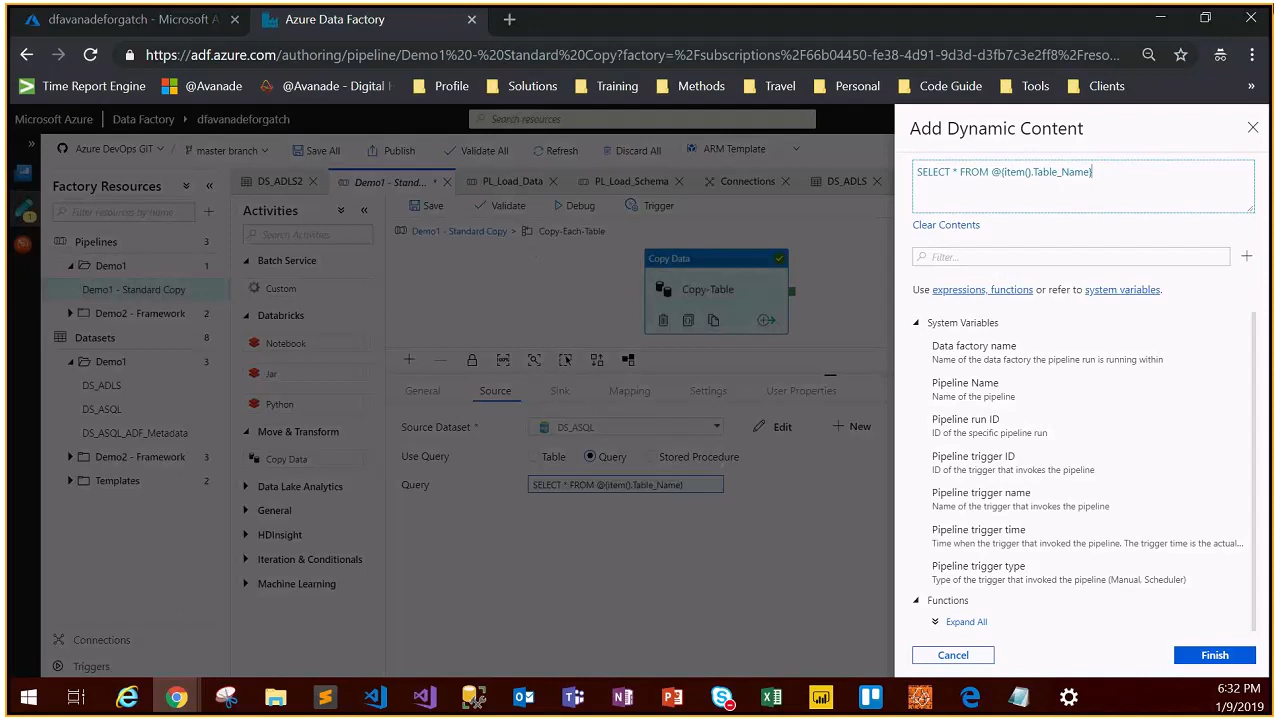 dfavanadeforgatch - Microsoft A
Azure Data Factory
https://adf.azure.com/authoring/pipeline/Demo1%20-%20Standard%20Copy?factory=%2Fsubscriptions%2F66b04450-fe38-4d91-9d3d-d3fb7c3e2ff8%2Freso...
Time Report Engine
@Avanade
@Avanade - Digital
Profile
Solutions
Training
Methods
Travel
Personal
Code Guide
Tools
Clients
»
Microsoft Azure
Data Factory
dfavanadeforgatch
Search resources
Azure DevOps GIT
master branch
Save All
Publish
Validate All
Refresh
Discard All
ARM Template
Factory Resources
Filter resources by name
Pipelines 3
Demo1 1
Demo1 - Standard Copy
Demo2 - Framework 2
Datasets 8
Demo1 3
DS_ADLS
DS_ASQL
DS_ASQL_ADF_Metadata
Demo2 - Framework 3
Templates 2
Connections
Triggers
DS_ADLS2
Demo1 - Stand... *
PL_Load_Data
PL_Load_Schema
Connections
DS_ADLS
Activities
Search Activities
Batch Service
Custom
Databricks
Notebook
Jar
Python
Move & Transform
Copy Data
Data Lake Analytics
General
HDInsight
Iteration & Conditionals
Machine Learning
Save
Validate
Debug
Trigger
Demo1 - Standard Copy > Copy-Each-Table
Copy Data
Copy-Table
General
Source
Sink
Mapping
Settings
User Properties
Source Dataset *
DS_ASQL
Edit
New
Use Query
Table
Query
Stored Procedure
Query
SELECT * FROM @{item().Table_Name}
Add Dynamic Content
SELECT * FROM @{item().Table_Name}
Clear Contents
Filter...
Use expressions, functions or refer to system variables.
System Variables
Data factory name
Name of the data factory the pipeline run is running within
Pipeline Name
Name of the pipeline
Pipeline run ID
ID of the specific pipeline run
Pipeline trigger ID
ID of the trigger that invokes the pipeline
Pipeline trigger name
Name of the trigger that invokes the pipeline
Pipeline trigger time
Time when the trigger that invoked the pipeline. The trigger time is the actual...
Pipeline trigger type
Type of the trigger that invoked the pipeline (Manual, Scheduler)
Functions
Expand All
Cancel
Finish
6:32 PM
1/9/2019